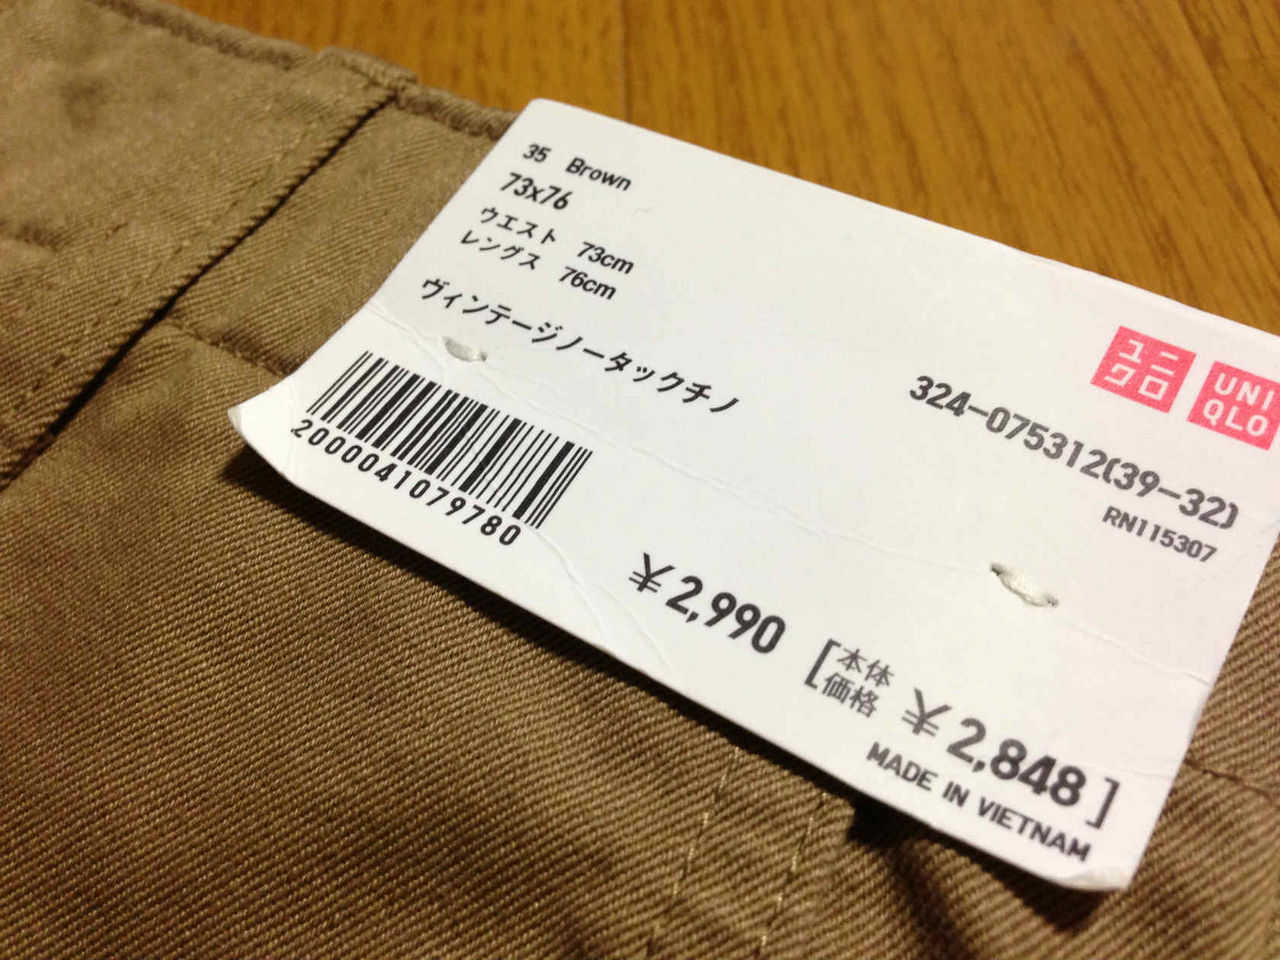 35 Brown
73x76
ウエスト 73cm
レングス 76cm
ヴィンテージノータックチノ
2000041079780
ユニ
クロ
UNI
QLO
324-075312(39-32)
RN115307
¥2,990 [本体価格 ¥2,848]
MADE IN VIETNAM